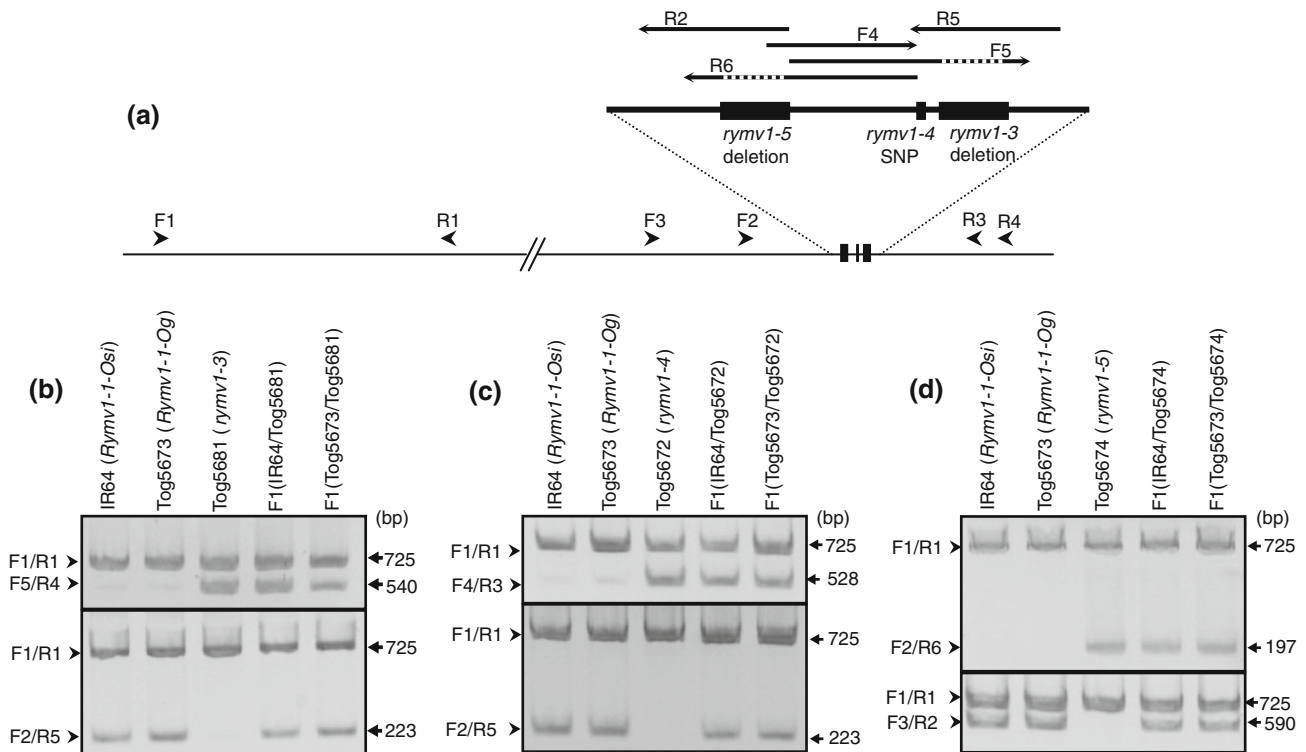 R2
R5
F4
F5
R6
(a)
rymv1-5
deletion
rymv1-4
SNP
rymv1-3
deletion
F1
R1
F3
F2
R3
R4
(b)
IR64 (Rymv1-1-Osi)
Tog5673 (Rymv1-1-Og)
Tog5681 (rymv1-3)
F1(IR64/Tog5681)
F1(Tog5673/Tog5681)
(bp)
F1/R1
725
F5/R4
540
F1/R1
725
F2/R5
223
(c)
IR64 (Rymv1-1-Osi)
Tog5673 (Rymv1-1-Og)
Tog5672 (rymv1-4)
F1(IR64/Tog5672)
F1(Tog5673/Tog5672)
(bp)
F1/R1
725
F4/R3
528
F1/R1
725
F2/R5
223
(d)
IR64 (Rymv1-1-Osi)
Tog5673 (Rymv1-1-Og)
Tog5674 (rymv1-5)
F1(IR64/Tog5674)
F1(Tog5673/Tog5674)
(bp)
F1/R1
725
F2/R6
197
F1/R1
725
F3/R2
590